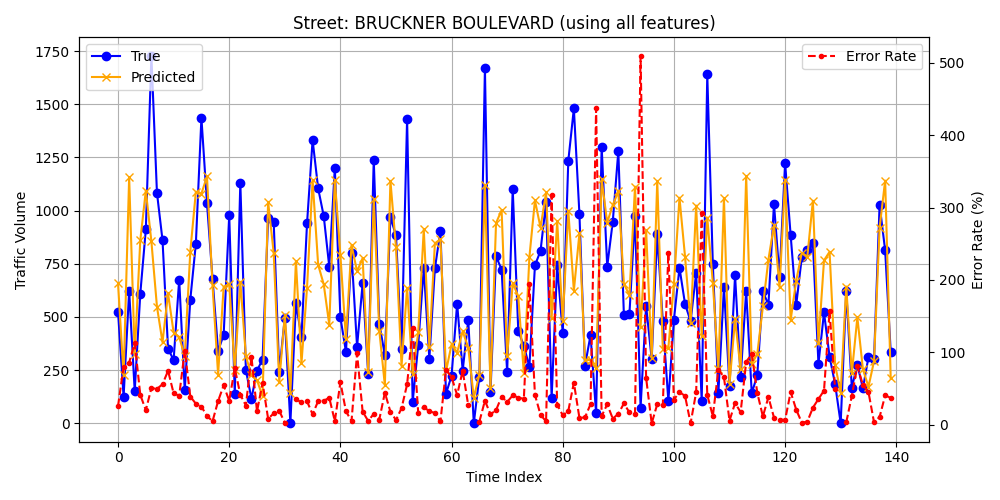 Street: BRUCKNER BOULEVARD (using all features)
True
Predicted
Error Rate
Traffic Volume
1750
1500
1250
1000
750
500
250
0
Error Rate (%)
500
400
300
200
100
0
0 20 40 60 80 100 120 140
Time Index